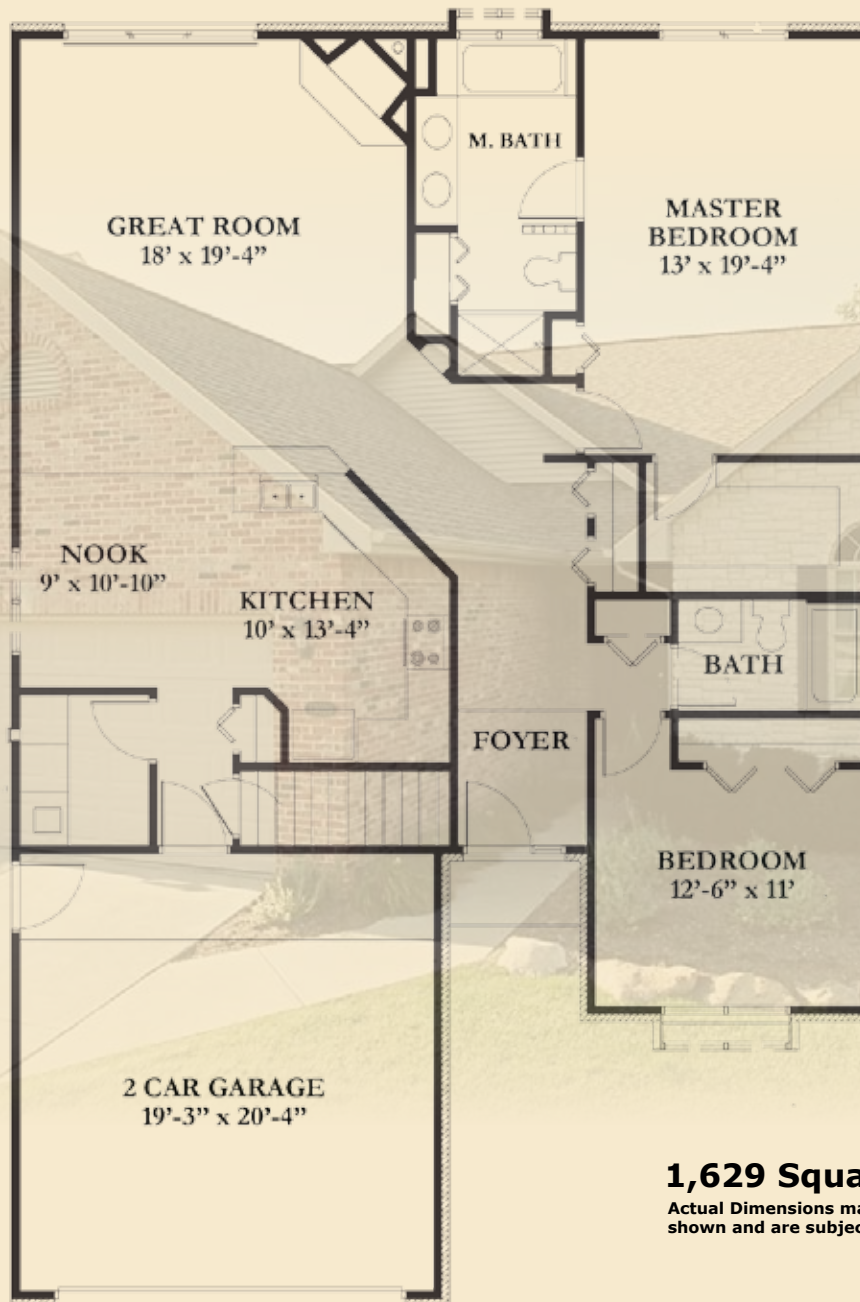 M. BATH
GREAT ROOM
18' x 19'-4”
MASTER
BEDROOM
13' x 19'-4”
NOOK
9' x 10'-10”
KITCHEN
10' x 13'-4”
BATH
FOYER
BEDROOM
12'-6” x 11'
2 CAR GARAGE
19'-3” x 20'-4”
1,629 Squa
Actual Dimensions ma
shown and are subjec